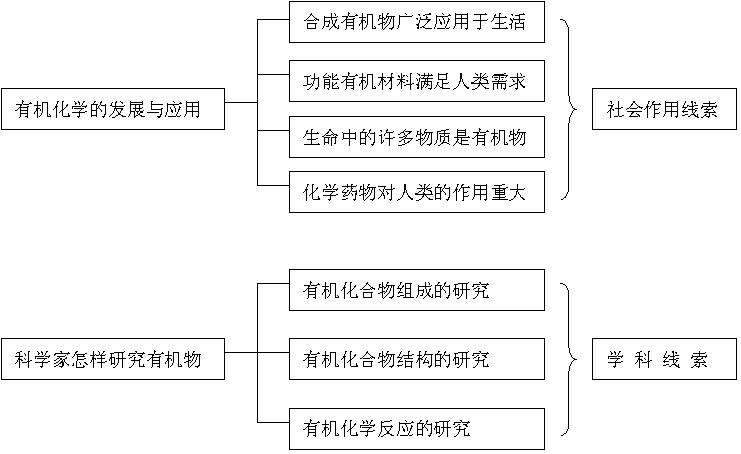 合成有机物广泛应用于生活
功能有机材料满足人类需求
有机化学的发展与应用
社会作用线索
生命中的许多物质是有机物
化学药物对人类的作用重大
有机化合物组成的研究
科学家怎样研究有机物
有机化合物结构的研究
学 科 线 索
有机化学反应的研究